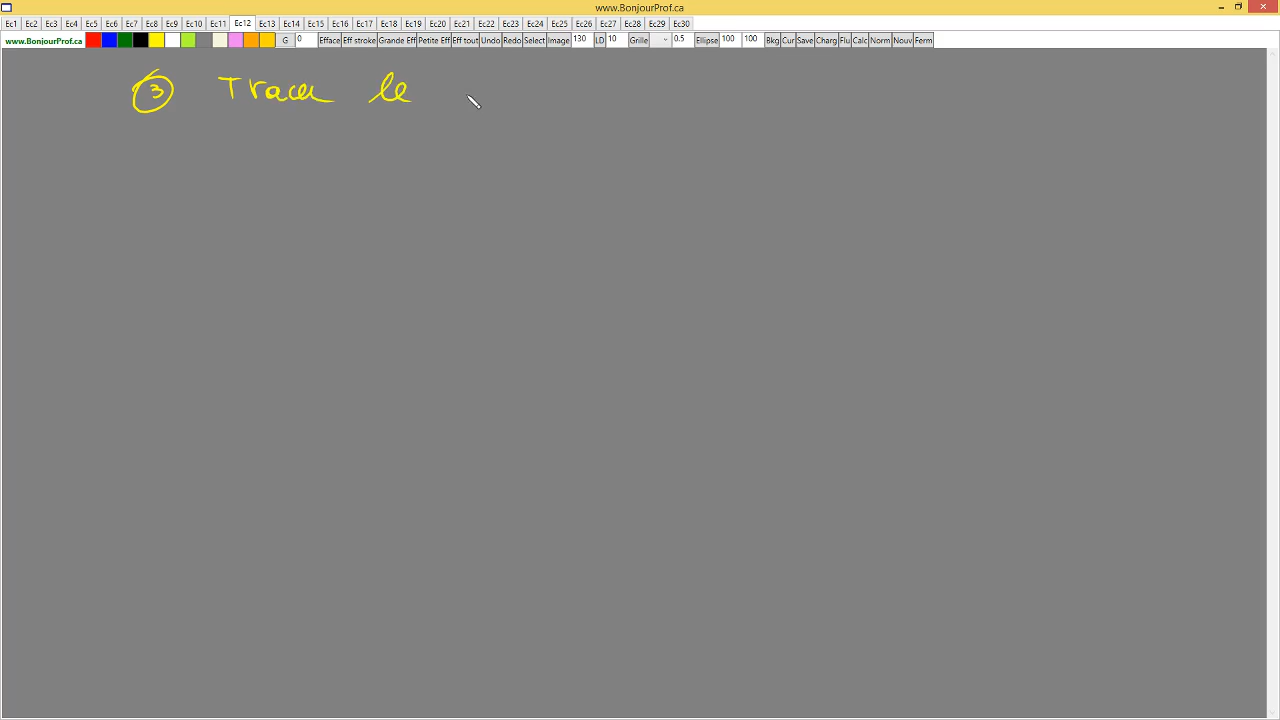 www.BonjourProf.ca
Ec1 Ec2 Ec3 Ec4 Ec5 Ec6 Ec7 Ec8 Ec9 Ec10 Ec11 Ec12 Ec13 Ec14 Ec15 Ec16 Ec17 Ec18 Ec19 Ec20 Ec21 Ec22 Ec23 Ec24 Ec25 Ec26 Ec27 Ec28 Ec29 Ec30
www.BonjourProf.ca G 0 Efface Eff stroke Grande Eff Petite Eff Eff tout Undo Redo Select Image 130 LD 10 Grille 0.5 Ellipse 100 100 Bkg Cur Save Charg Flu Calc Norm Nouv Ferm
3 Tracer le